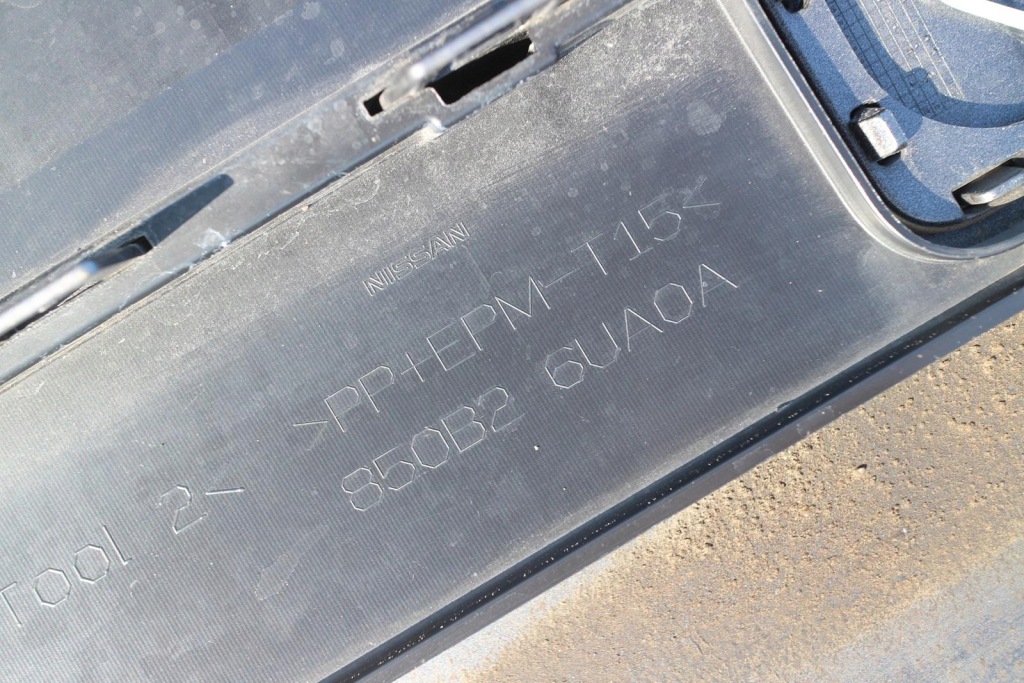 NISSAN
>PP+EPM-T15<
850B2 6UA0A
Tool 2<